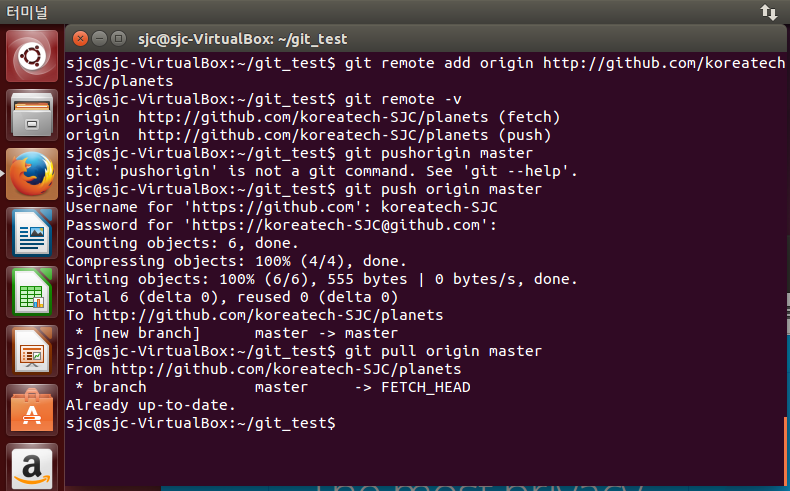 터미널
sjc@sjc-VirtualBox: ~/git_test
sjc@sjc-VirtualBox:~/git_test$ git remote add origin http://github.com/koreatech
-SJC/planets
sjc@sjc-VirtualBox:~/git_test$ git remote -v
origin  http://github.com/koreatech-SJC/planets (fetch)
origin  http://github.com/koreatech-SJC/planets (push)
sjc@sjc-VirtualBox:~/git_test$ git pushorigin master
git: 'pushorigin' is not a git command. See 'git --help'.
sjc@sjc-VirtualBox:~/git_test$ git push origin master
Username for 'https://github.com': koreatech-SJC
Password for 'https://koreatech-SJC@github.com':
Counting objects: 6, done.
Compressing objects: 100% (4/4), done.
Writing objects: 100% (6/6), 555 bytes | 0 bytes/s, done.
Total 6 (delta 0), reused 0 (delta 0)
To http://github.com/koreatech-SJC/planets
 * [new branch]      master -> master
sjc@sjc-VirtualBox:~/git_test$ git pull origin master
From http://github.com/koreatech-SJC/planets
 * branch            master     -> FETCH_HEAD
Already up-to-date.
sjc@sjc-VirtualBox:~/git_test$
a
The most privacy